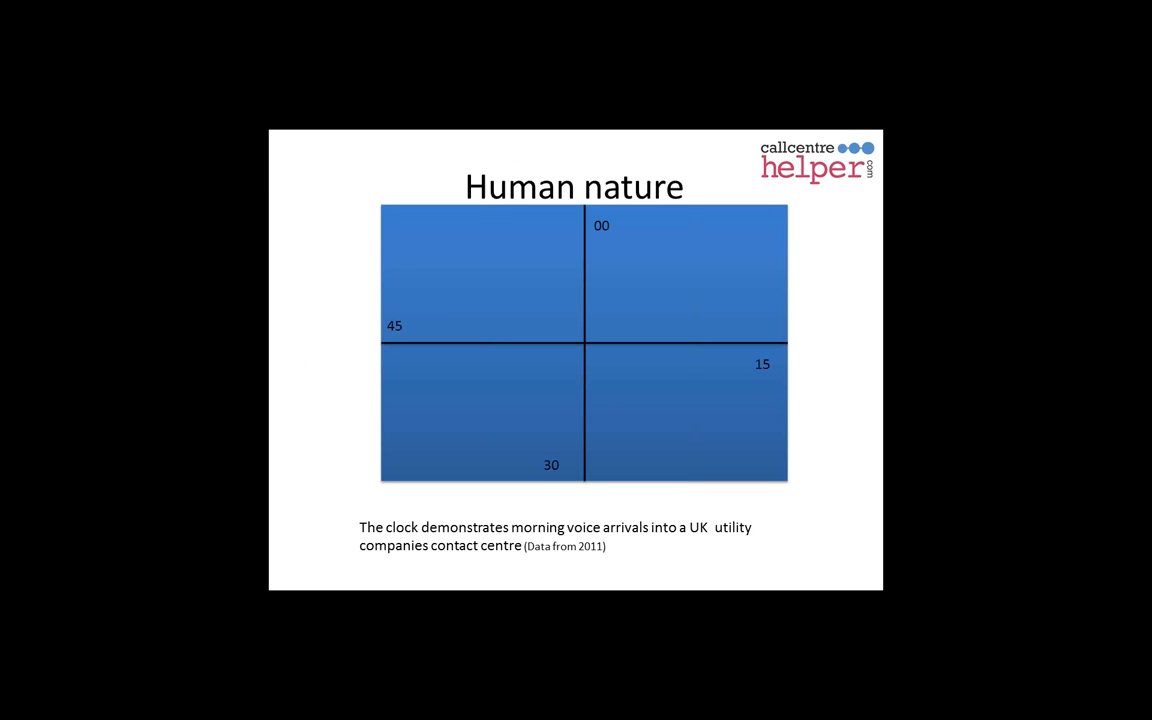 callcentre
helper
com
Human nature
00
45
15
30
The clock demonstrates morning voice arrivals into a UK utility
companies contact centre (Data from 2011)